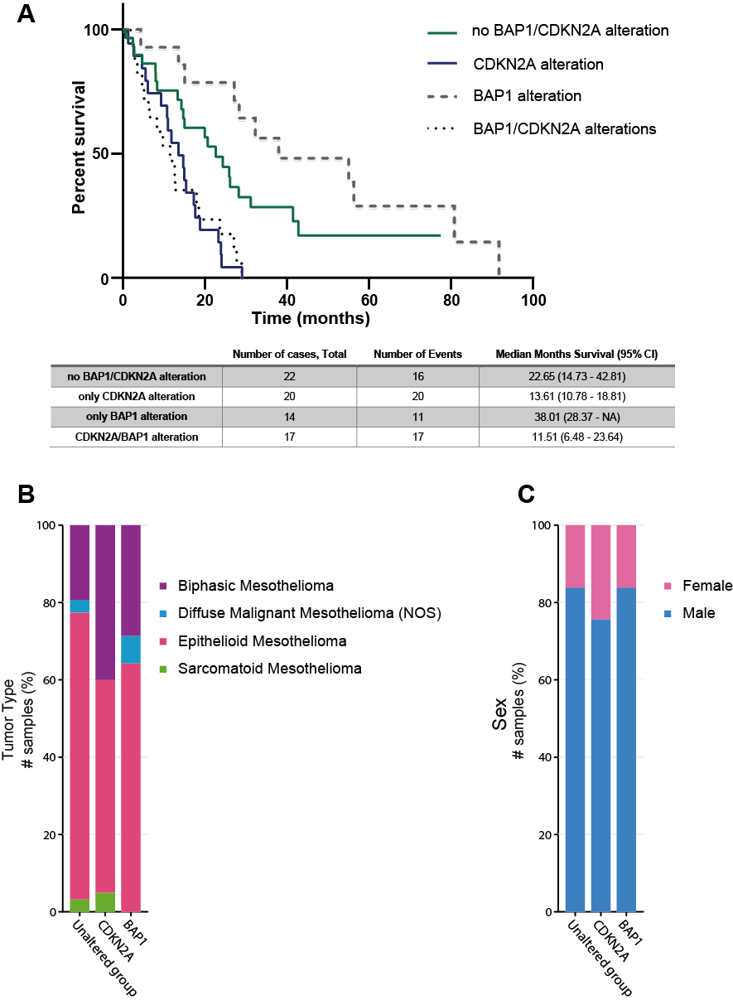 A
100
50
0
Percent survival
0 20 40 60 80 100
Time (months)
no BAP1/CDKN2A alteration
CDKN2A alteration
BAP1 alteration
BAP1/CDKN2A alterations
Number of cases, Total Number of Events Median Months Survival (95% CI)
no BAP1/CDKN2A alteration 22 16 22.65 (14.73 - 42.81)
only CDKN2A alteration 20 20 13.61 (10.78 - 18.81)
only BAP1 alteration 14 11 38.01 (28.37 - NA)
CDKN2A/BAP1 alteration 17 17 11.51 (6.48 - 23.64)
B
100
80
60
40
20
0
Tumor Type
# samples (%)
Unaltered group
CDKN2A
BAP1
Biphasic Mesothelioma
Diffuse Malignant Mesothelioma (NOS)
Epithelioid Mesothelioma
Sarcomatoid Mesothelioma
C
100
80
60
40
20
0
Sex
# samples (%)
Unaltered group
CDKN2A
BAP1
Female
Male